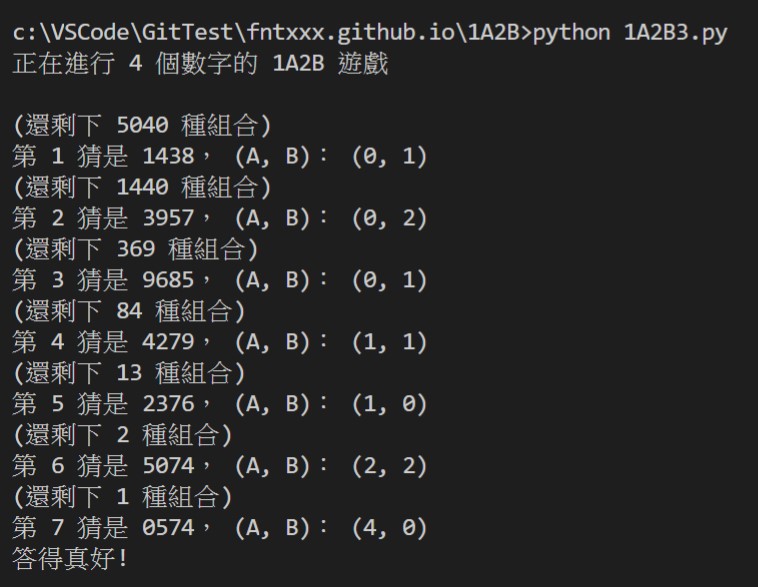 c:\VSCode\GitTest\fntxxx.github.io\1A2B>python 1A2B3.py
正在進行 4 個數字的 1A2B 遊戲
(還剩下 5040 種組合)
第 1 猜是 1438， (A, B)： (0, 1)
(還剩下 1440 種組合)
第 2 猜是 3957， (A, B)： (0, 2)
(還剩下 369 種組合)
第 3 猜是 9685， (A, B)： (0, 1)
(還剩下 84 種組合)
第 4 猜是 4279， (A, B)： (1, 1)
(還剩下 13 種組合)
第 5 猜是 2376， (A, B)： (1, 0)
(還剩下 2 種組合)
第 6 猜是 5074， (A, B)： (2, 2)
(還剩下 1 種組合)
第 7 猜是 0574， (A, B)： (4, 0)
答得真好!